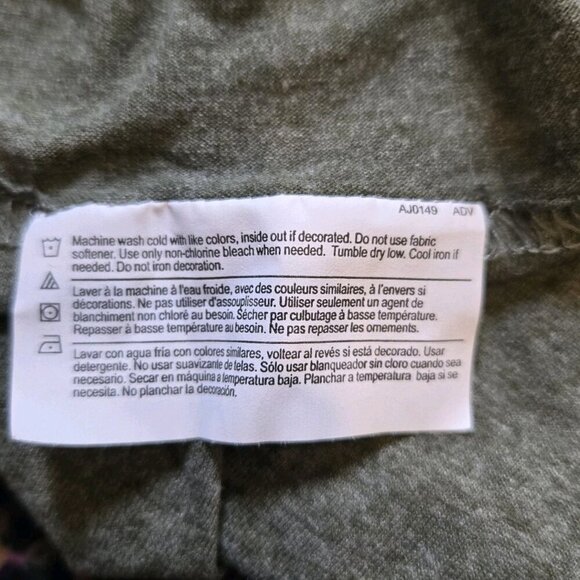 AJ0149 ADV
Machine wash cold with like colors, inside out if decorated. Do not use fabric
softener. Use only non-chlorine bleach when needed. Tumble dry low. Cool iron if
needed. Do not iron decoration.
Laver à la machine à l'eau froide, avec des couleurs similaires, à l'envers si
décorations. Ne pas utiliser d'assouplisseur. Utiliser seulement un agent de
blanchiment non chloré au besoin. Sécher par culbutage à basse température.
Repasser à basse température au besoin. Ne pas repasser les ornements.
Lavar con agua fría con colores similares, voltear al revés si está decorado. Usar
detergente. No usar suavizante de telas. Sólo usar blanqueador sin cloro cuando sea
necesario. Secar en máquina a temperatura baja. Planchar a temperatura baja si se
necesita. No planchar la decoración.